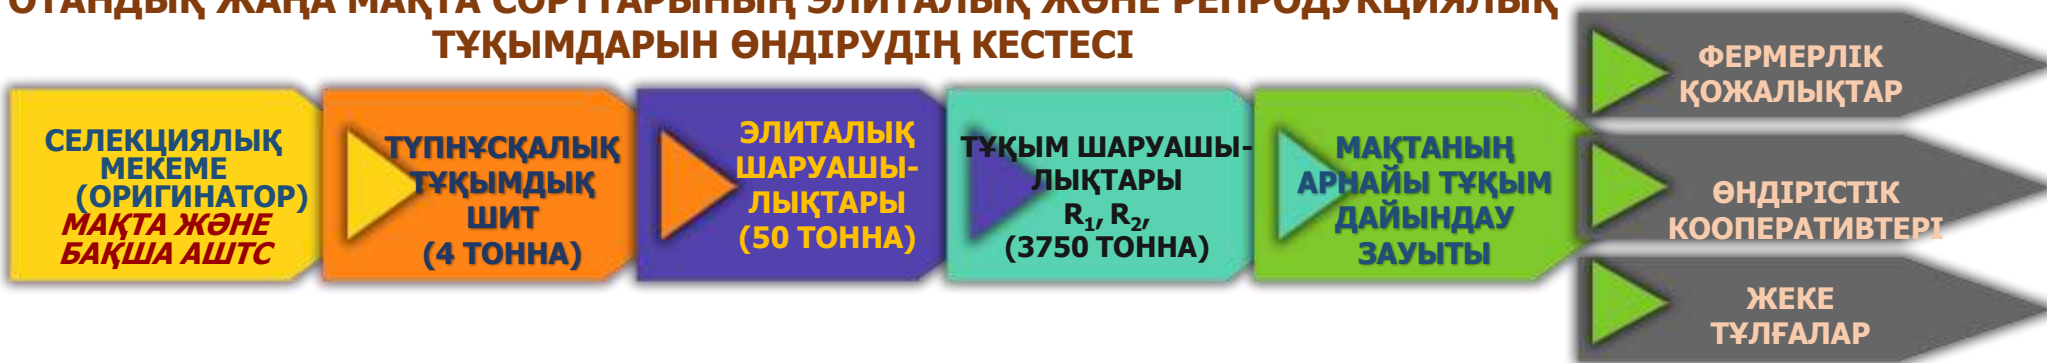 ОТАНДЫҚ ЖАҢА МАҚТА СОРТТАРЫНЫҢ ЭЛИТАЛЫҚ ЖӘНЕ РЕПРОДУКЦИЯЛЫҚ
ТҰҚЫМДАРЫН ӨНДІРУДІҢ КЕСТЕСІ
СЕЛЕКЦИЯЛЫҚ
МЕКЕМЕ
(ОРИГИНАТОР)
МАҚТА ЖӘНЕ
БАҚША АШТС
ТҮПНҰСҚАЛЫҚ
ТҰҚЫМДЫҚ
ШИТ
(4 ТОННА)
ЭЛИТАЛЫҚ
ШАРУАШЫ-
ЛЫҚТАРЫ
(50 ТОННА)
ТҰҚЫМ ШАРУАШЫ-
ЛЫҚТАРЫ
R₁, R₂,
(3750 ТОННА)
МАҚТАНЫҢ
АРНАЙЫ ТҰҚЫМ
ДАЙЫНДАУ
ЗАУЫТЫ
ФЕРМЕРЛІК
ҚОЖАЛЫҚТАР
ӨНДІРІСТІК
КООПЕРАТИВТЕРІ
ЖЕКЕ
ТҰЛҒАЛАР